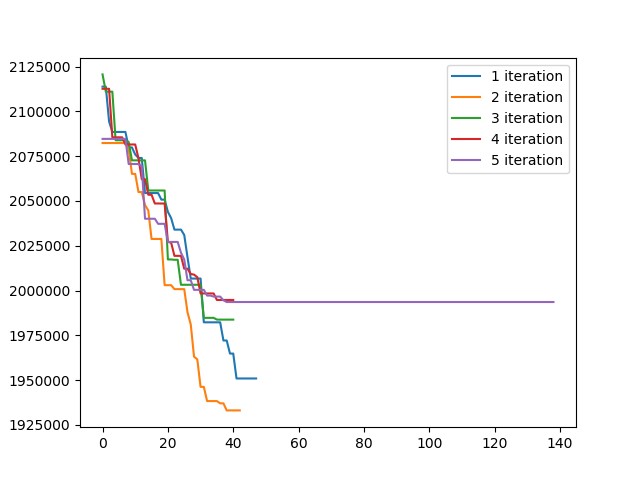 2125000
2100000
2075000
2050000
2025000
2000000
1975000
1950000
1925000
0 20 40 60 80 100 120 140
1 iteration
2 iteration
3 iteration
4 iteration
5 iteration